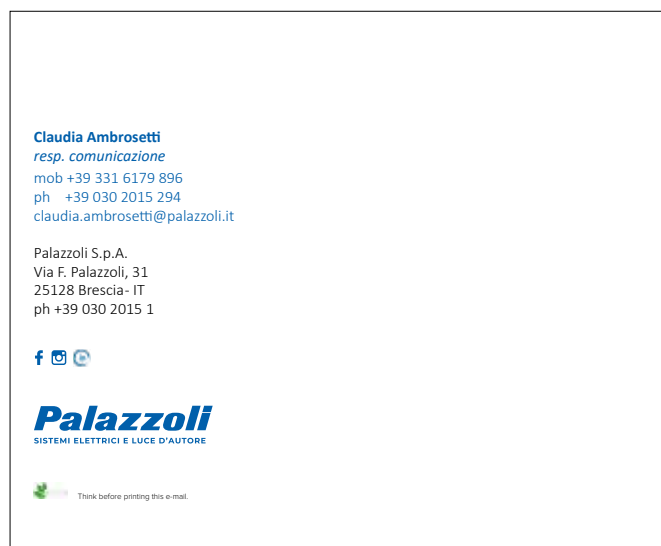 Claudia Ambrosetti
resp. comunicazione
mob +39 331 6179 896
ph +39 030 2015 294
claudia.ambrosetti@palazzoli.it
Palazzoli S.p.A.
Via F. Palazzoli, 31
25128 Brescia- IT
ph +39 030 2015 1
Palazzoli
SISTEMI ELETTRICI E LUCE D'AUTORE
Think before printing this e-mail.